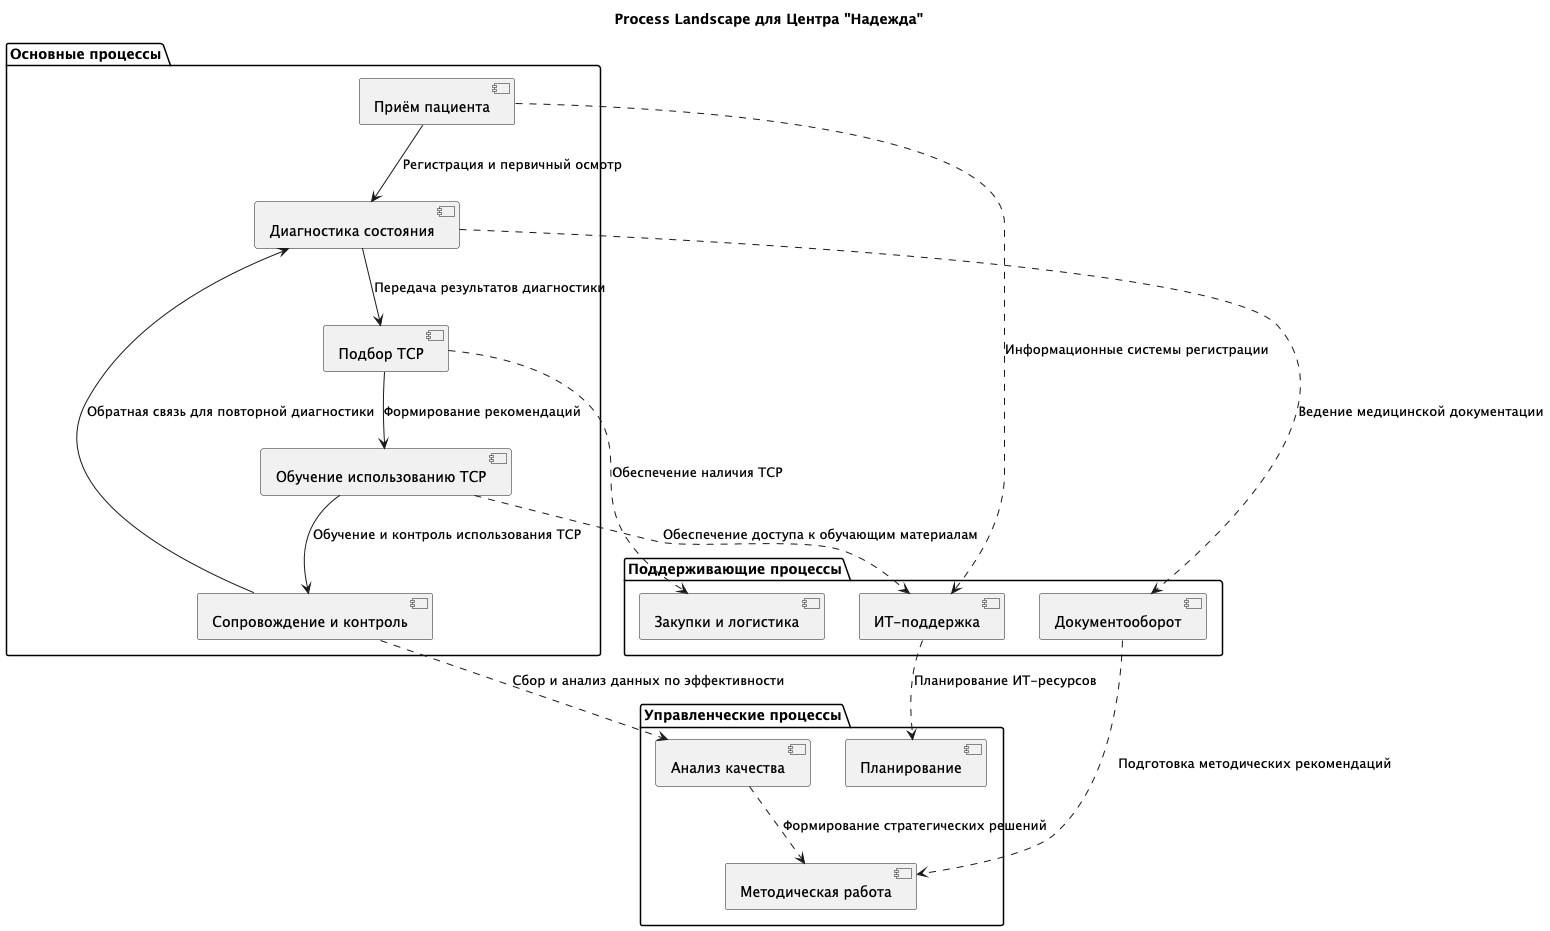 Process Landscape для Центра "Надежда"
Основные процессы
Приём пациента
Регистрация и первичный осмотр
Диагностика состояния
Передача результатов диагностики
Подбор ТСР
Информационные системы регистрации
Обратная связь для повторной диагностики
Формирование рекомендаций
Ведение медицинской документации
Обучение использованию ТСР
Обеспечение наличия ТСР
Обучение и контроль использования ТСР
Обеспечение доступа к обучающим материалам
Поддерживающие процессы
Сопровождение и контроль
Закупки и логистика
ИТ-поддержка
Документооборот
Сбор и анализ данных по эффективности
Планирование ИТ-ресурсов
Управленческие процессы
Анализ качества
Планирование
Подготовка методических рекомендаций
Формирование стратегических решений
Методическая работа